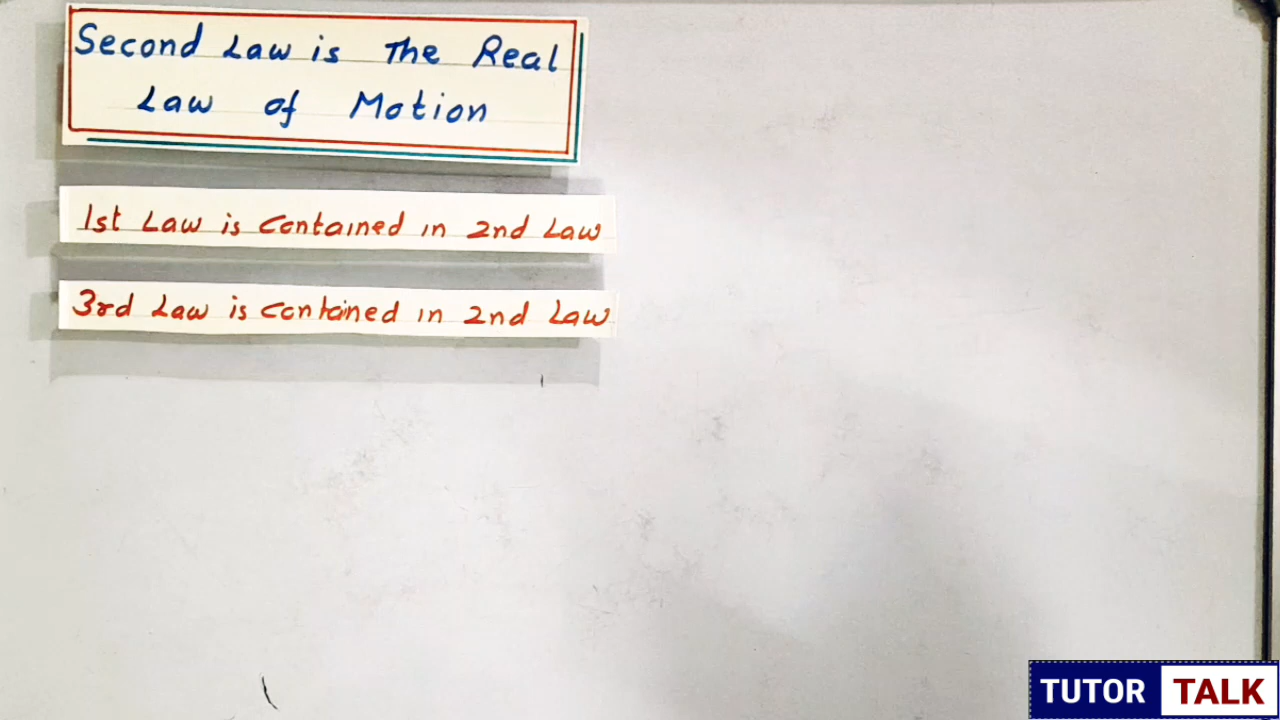 Second Law is The Real
Law of Motion
1st Law is Contained in 2nd Law
3rd Law is contained in 2nd Law
TUTOR TALK